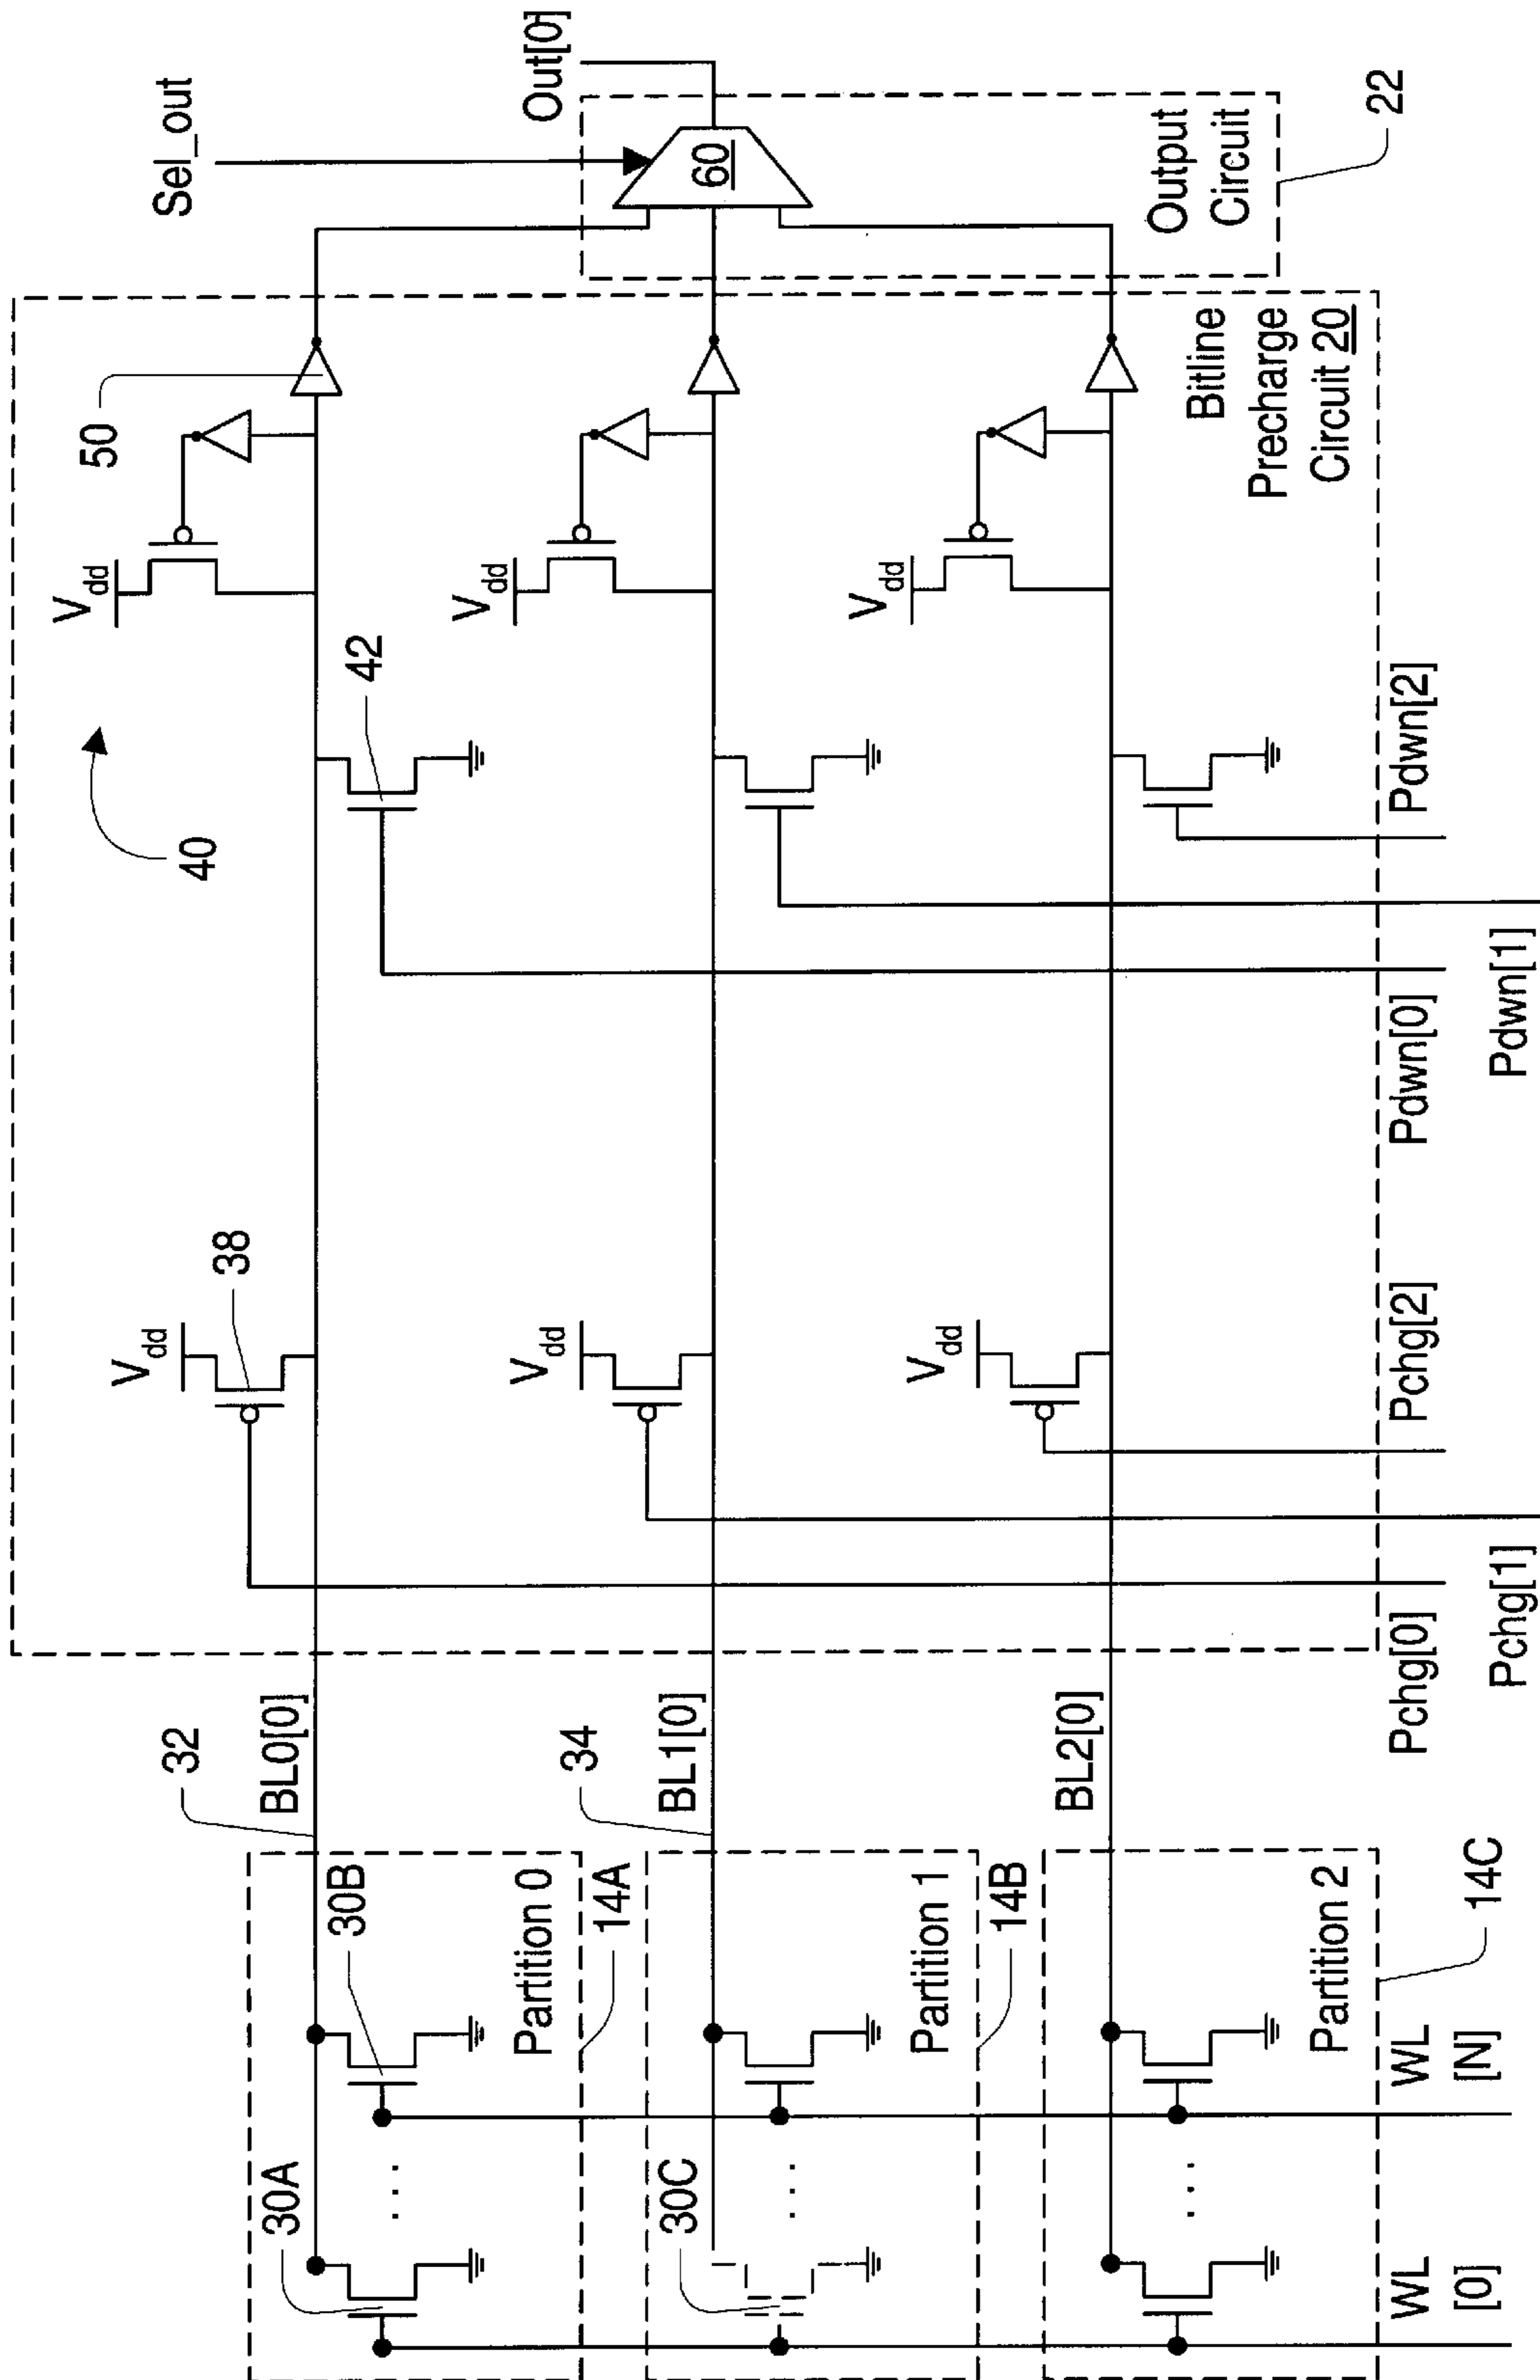 Sel_out
Out[0]
60
Output
Circuit
22
50
V dd
V dd
V dd
40
42
Bitline
Precharge
Circuit 20
38
V dd
V dd
V dd
Pdwn[2]
Pdwn[1]
Pdwn[0]
Pchg[2]
Pchg[1]
Pchg[0]
32
BL0[0]
34
BL1[0]
BL2[0]
30A
30B
Partition 0
14A
30C
Partition 1
14B
Partition 2
14C
WL
[0]
WL
[N]
...
...
...